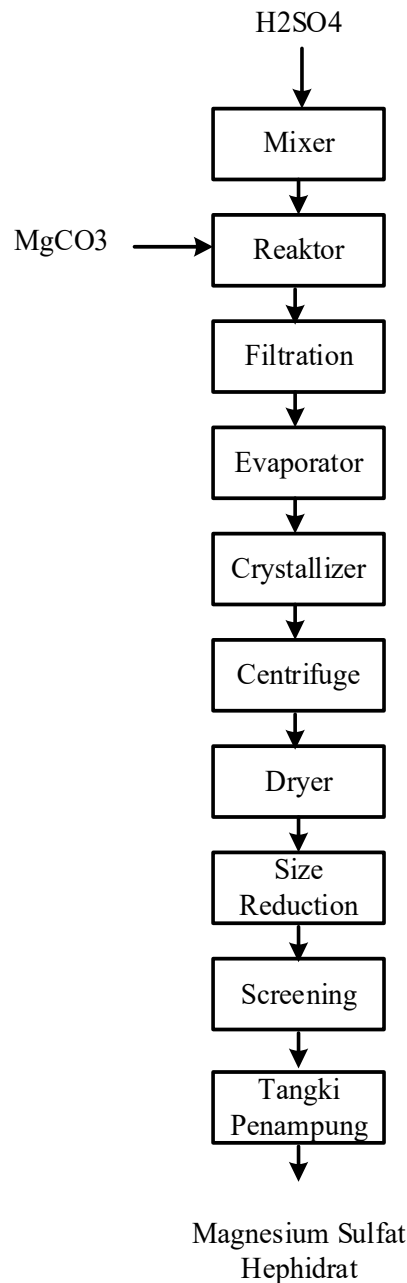 H2SO4
Mixer
MgCO3
Reaktor
Filtration
Evaporator
Crystallizer
Centrifuge
Dryer
Size
Reduction
Screening
Tangki
Penampung
Magnesium Sulfat
Hephidrat